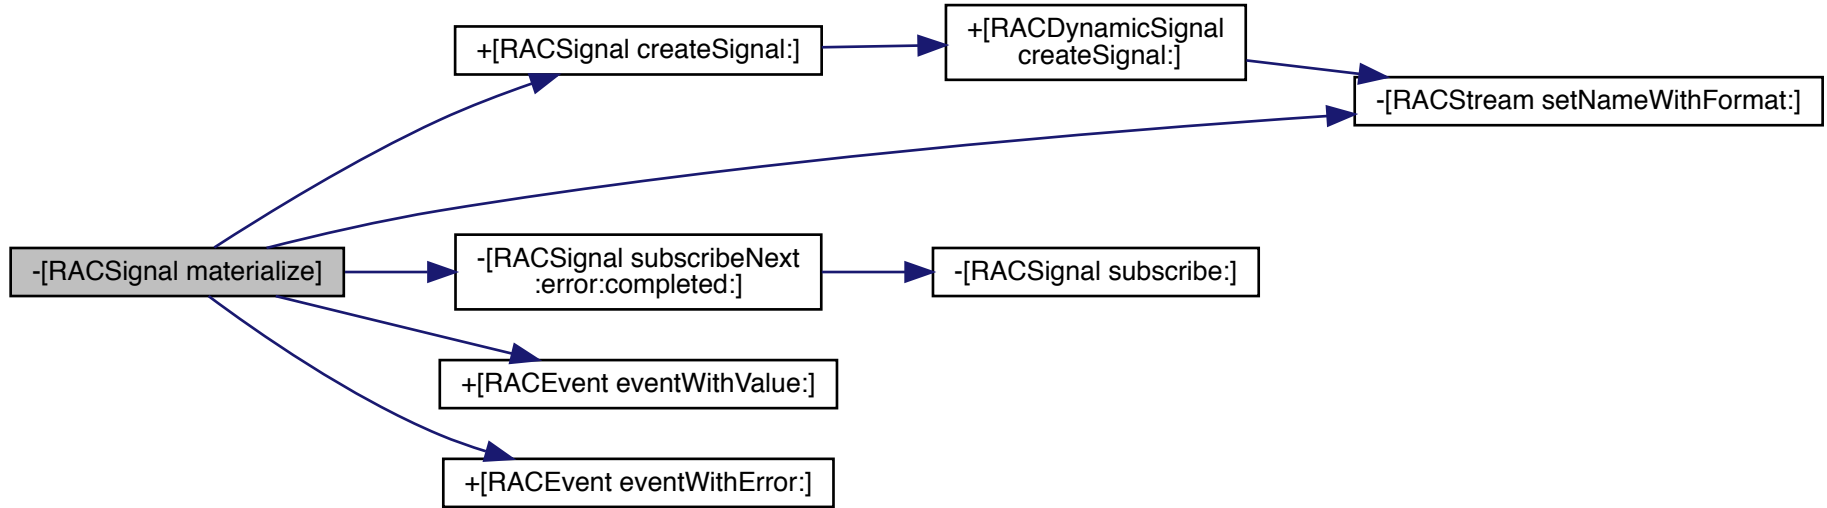 +[RACSignal createSignal:]
+[RACDynamicSignal
createSignal:]
-[RACStream setNameWithFormat:]
-[RACSignal materialize]
-[RACSignal subscribeNext
:error:completed:]
-[RACSignal subscribe:]
+[RACEvent eventWithValue:]
+[RACEvent eventWithError:]